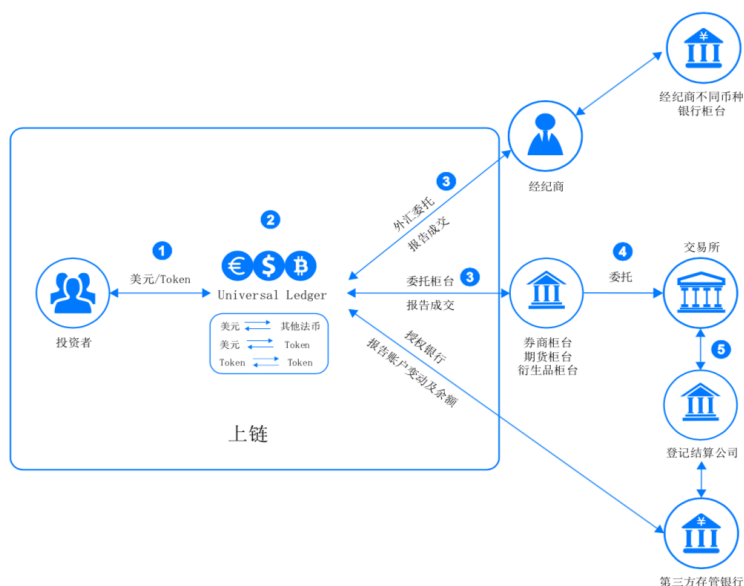 经纪商不同币种
银行柜台
经纪商
3
外汇委托
报告成交
1
美元/Token
投资者
2
€ $ ₿
Universal Ledger
美元 其他法币
美元 Token
Token Token
委托柜台
3
报告成交
券商柜台
期货柜台
衍生品柜台
4
委托
交易所
5
登记结算公司
授权银行
报告账户变动及余额
上链
¥
¥
第三方存管银行